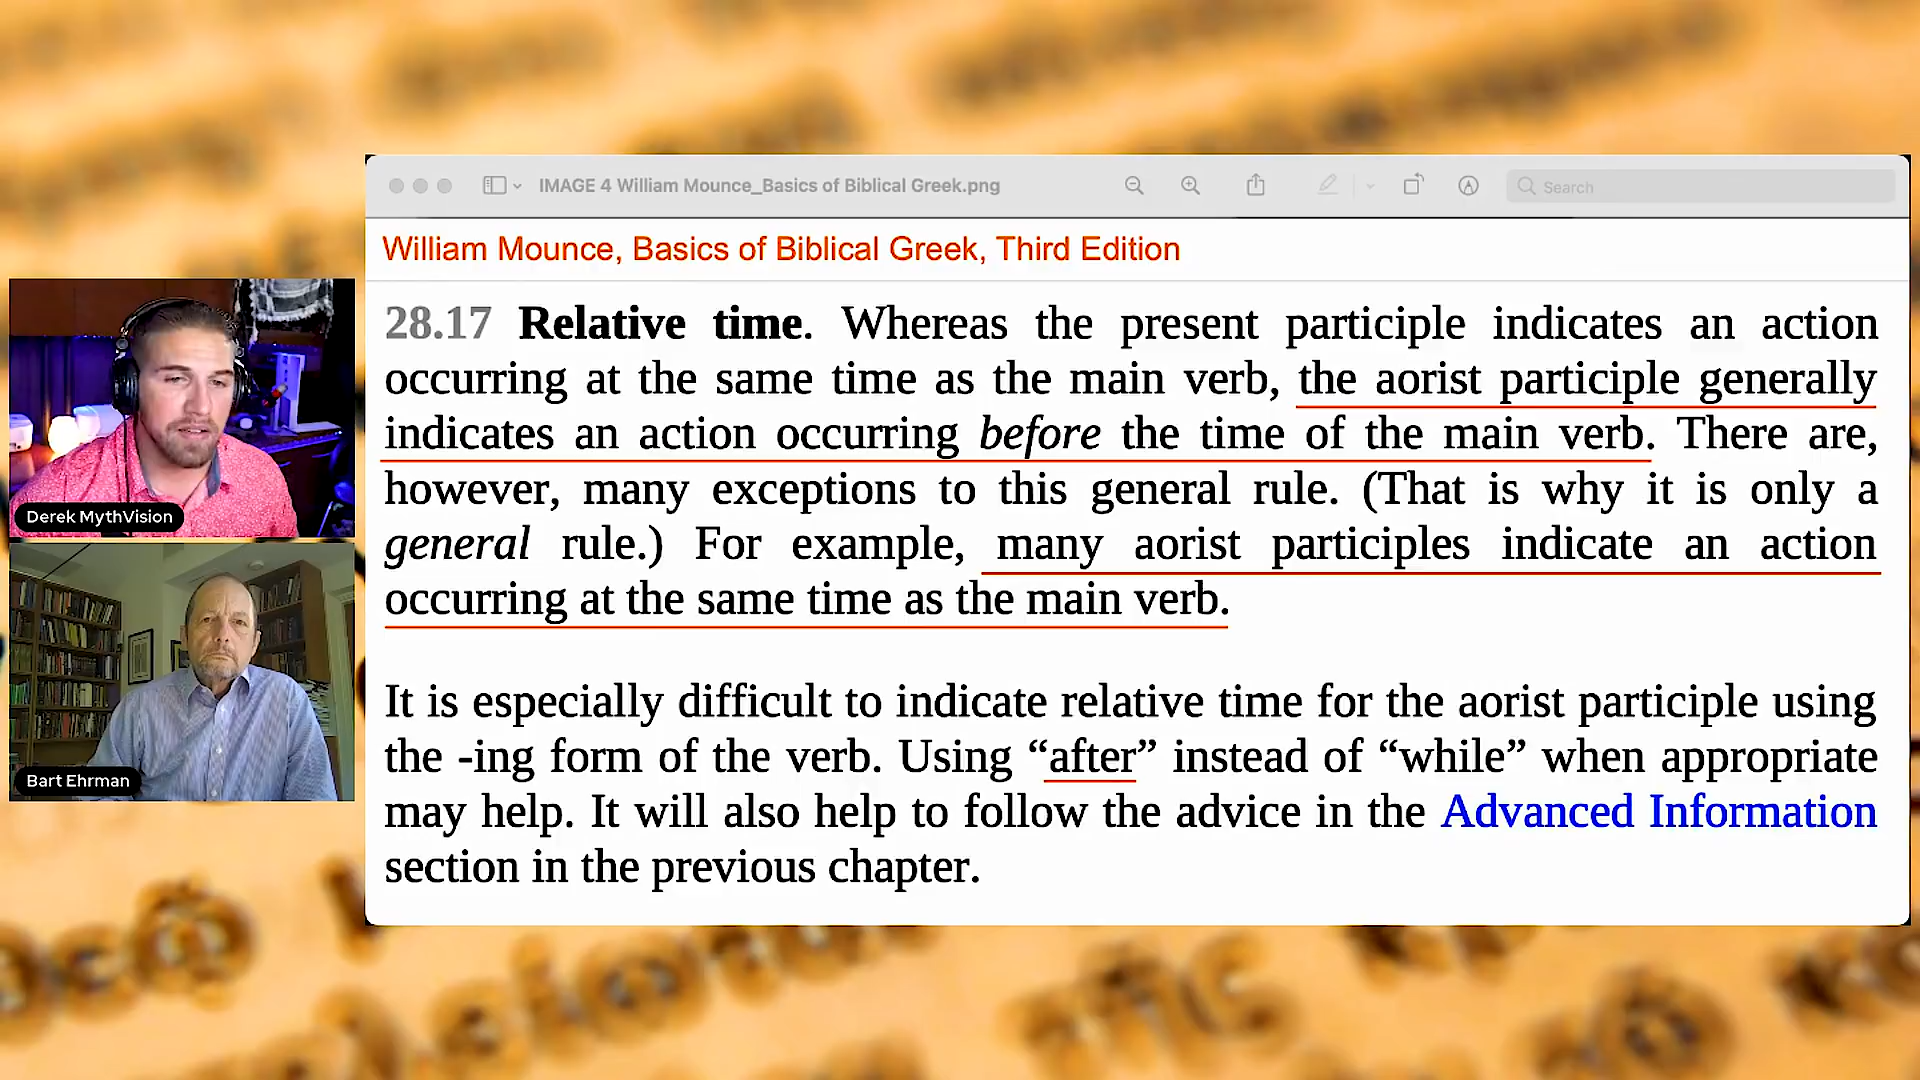 IMAGE 4 William Mounce_Basics of Biblical Greek.png
Search
William Mounce, Basics of Biblical Greek, Third Edition
28.17 Relative time. Whereas the present participle indicates an action
occurring at the same time as the main verb, the aorist participle generally
indicates an action occurring before the time of the main verb. There are,
however, many exceptions to this general rule. (That is why it is only a
general rule.) For example, many aorist participles indicate an action
occurring at the same time as the main verb.
It is especially difficult to indicate relative time for the aorist participle using
the -ing form of the verb. Using “after” instead of “while” when appropriate
may help. It will also help to follow the advice in the Advanced Information
section in the previous chapter.
Derek MythVision
Bart Ehrman